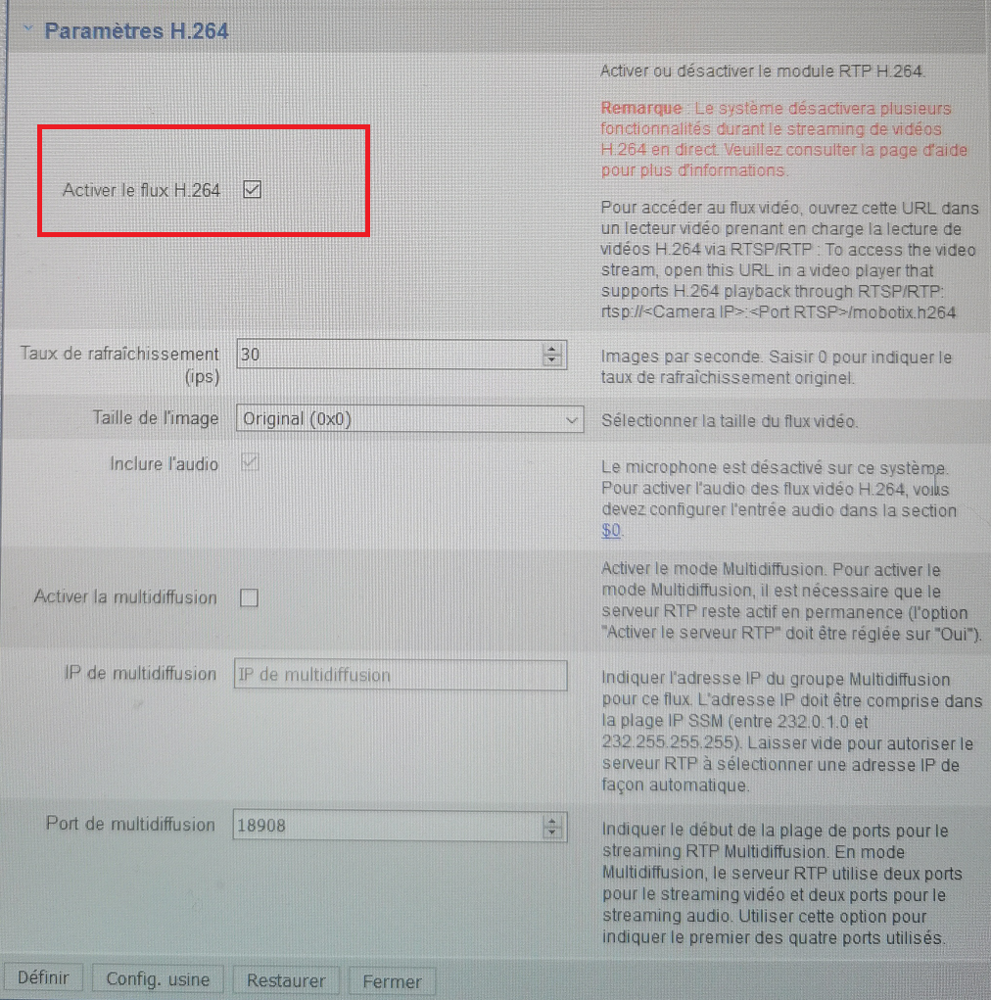 Paramètres H.264
Activer ou désactiver le module RTP H.264.
Remarque : Le système désactivera plusieurs
fonctionnalités durant le streaming de vidéos
H.264 en direct. Veuillez consulter la page d'aide
pour plus d'informations.
Activer le flux H.264
Pour accéder au flux vidéo, ouvrez cette URL dans
un lecteur vidéo prenant en charge la lecture de
vidéos H.264 via RTSP/RTP : To access the video
stream, open this URL in a video player that
supports H.264 playback through RTSP/RTP:
rtsp://<Camera IP>:<Port RTSP>/mobotix.h264
Taux de rafraîchissement
(ips)
30
Images par seconde. Saisir 0 pour indiquer le
taux de rafraîchissement originel.
Taille de l'image
Original (0x0)
Sélectionner la taille du flux vidéo.
Inclure l'audio
Le microphone est désactivé sur ce système.
Pour activer l'audio des flux vidéo H.264, vous
devez configurer l'entrée audio dans la section
$0.
Activer la multidiffusion
Activer le mode Multidiffusion. Pour activer le
mode Multidiffusion, il est nécessaire que le
serveur RTP reste actif en permanence (l'option
"Activer le serveur RTP" doit être réglée sur "Oui").
IP de multidiffusion
IP de multidiffusion
Indiquer l'adresse IP du groupe Multidiffusion
pour ce flux. L'adresse IP doit être comprise dans
la plage IP SSM (entre 232.0.1.0 et
232.255.255.255). Laisser vide pour autoriser le
serveur RTP à sélectionner une adresse IP de
façon automatique.
Port de multidiffusion
18908
Indiquer le début de la plage de ports pour le
streaming RTP Multidiffusion. En mode
Multidiffusion, le serveur RTP utilise deux ports
pour le streaming vidéo et deux ports pour le
streaming audio. Utiliser cette option pour
indiquer le premier des quatre ports utilisés.
Définir
Config. usine
Restaurer
Fermer